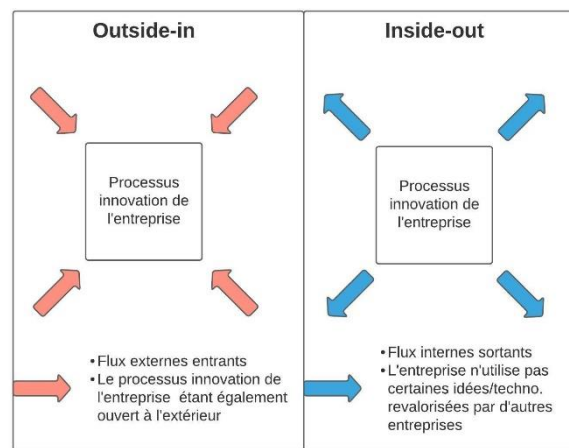 Outside-in
Processus
innovation de
l'entreprise
•Flux externes entrants
•Le processus innovation de
l'entreprise étant également
ouvert à l'extérieur
Inside-out
Processus
innovation de
l'entreprise
•Flux internes sortants
•L'entreprise n'utilise pas
certaines idées/techno.
revalorisées par d'autres
entreprises